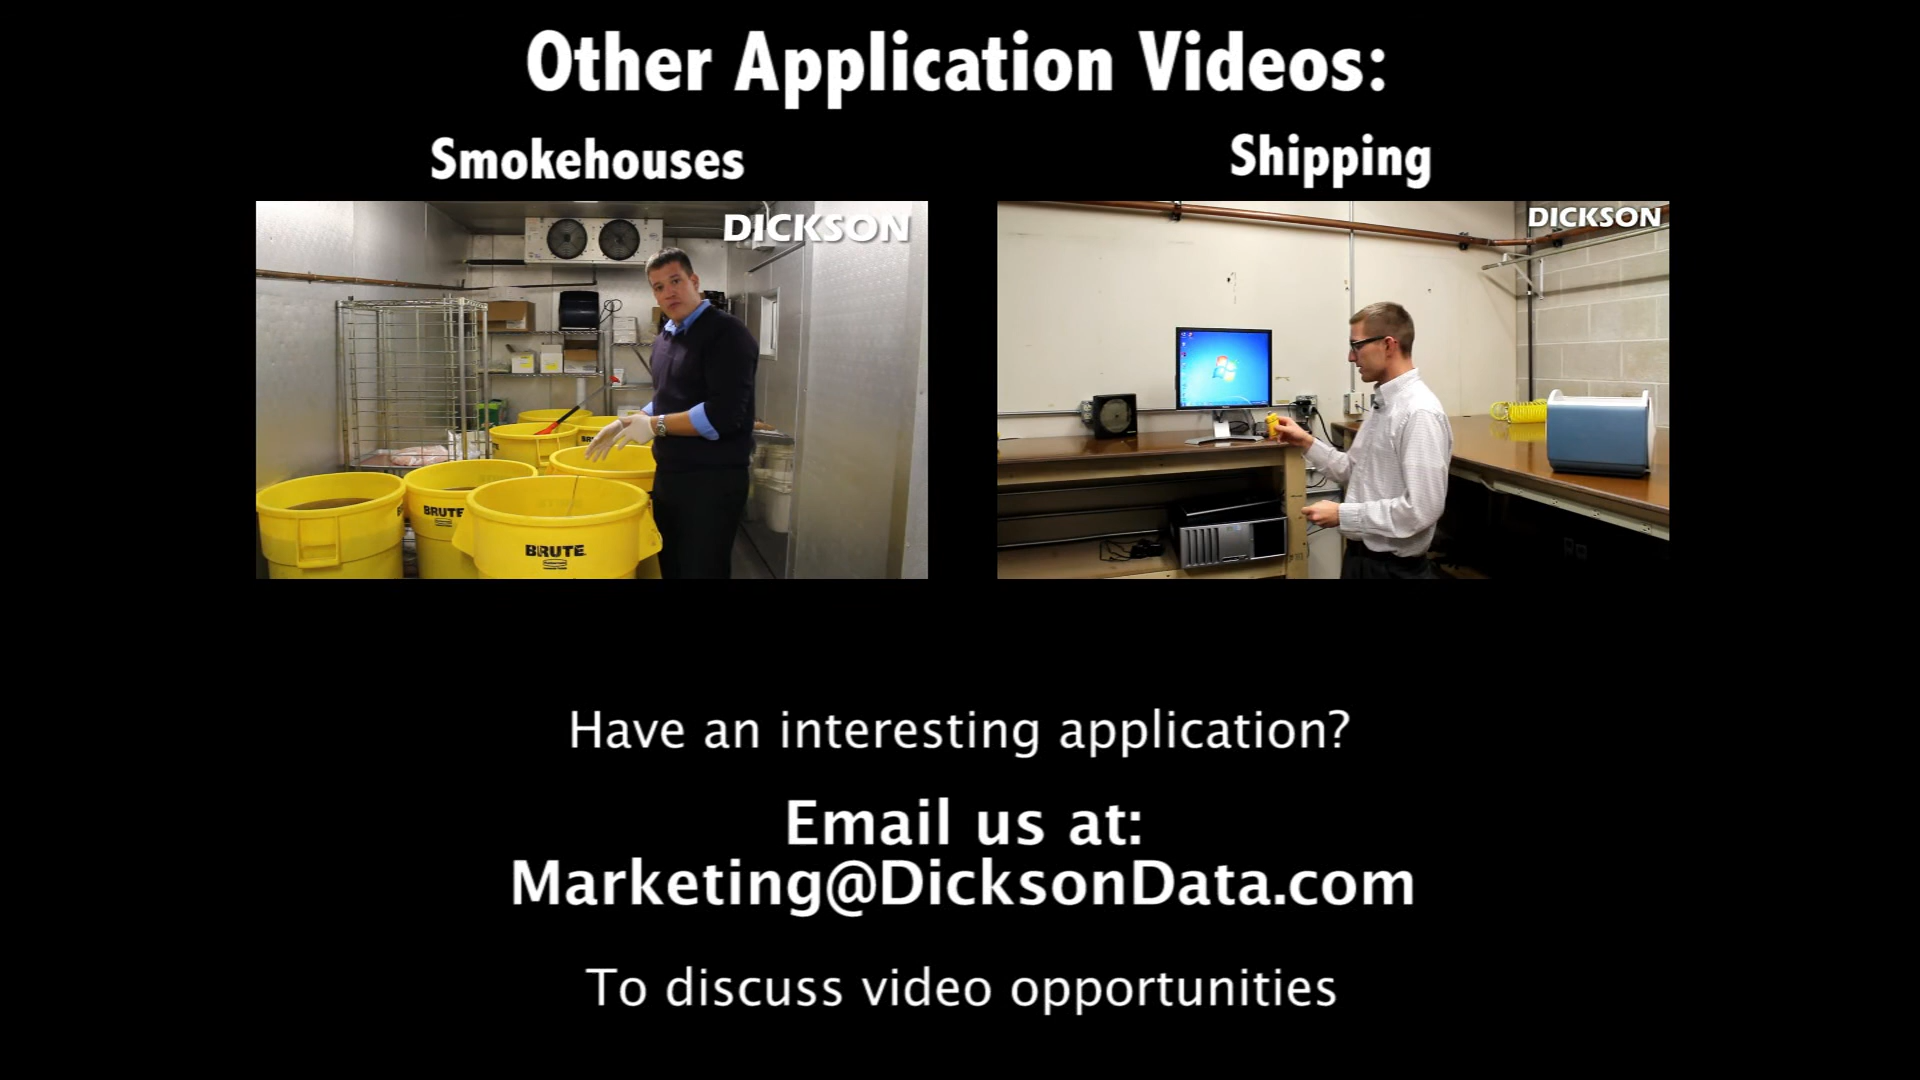 Other Application Videos:
Smokehouses
Shipping
DICKSON
DICKSON
BRUTE
BRUTE
Have an interesting application?
Email us at:
Marketing@DicksonData.com
To discuss video opportunities